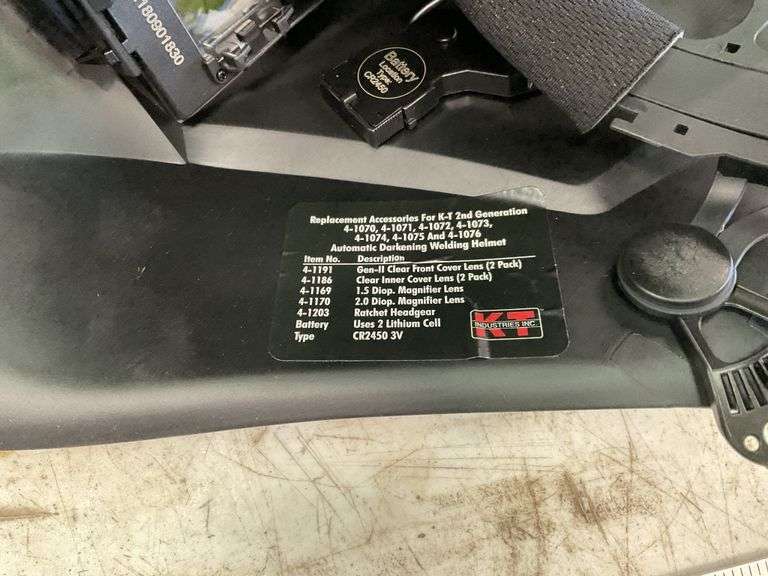 1180901830
Battery
Location
Type:
CR2450
Replacement Accessories For K-T 2nd Generation
4-1070, 4-1071, 4-1072, 4-1073,
4-1074, 4-1075 And 4-1076
Automatic Darkening Welding Helmat
Item No. Description
4-1191 Gen-II Clear Front Cover Lens (2 Pack)
4-1186 Clear Inner Cover Lens (2 Pack)
4-1169 1.5 Diop. Magnifier Lens
4-1170 2.0 Diop. Magnifier Lens
4-1203 Ratchet Headgear
Battery Uses 2 Lithium Cell
Type CR2450 3V
KT
INDUSTRIES INC.